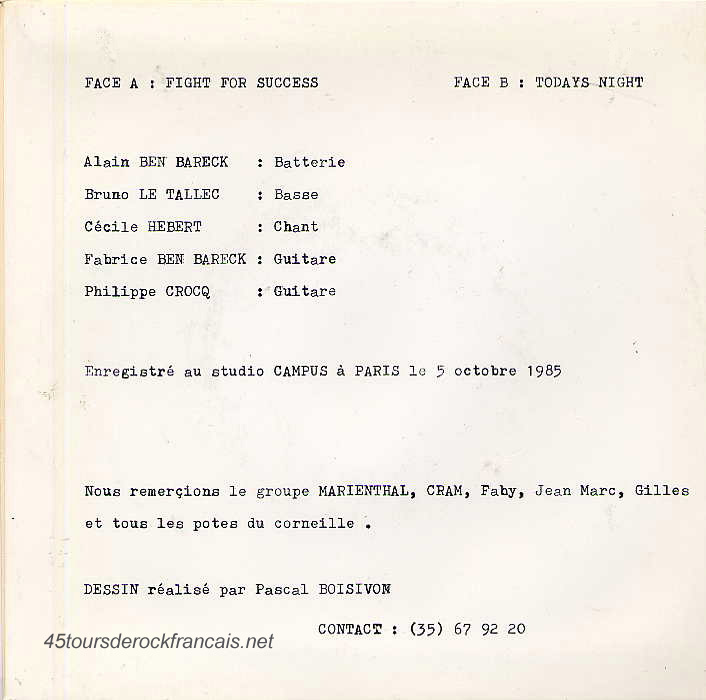 FACE A : FIGHT FOR SUCCESS FACE B : TODAYS NIGHT
Alain BEN BARECK : Batterie
Bruno LE TALLEC : Basse
Cécile HEBERT : Chant
Fabrice BEN BARECK : Guitare
Philippe CROCQ : Guitare
Enregistré au studio CAMPUS à PARIS le 5 octobre 1985
Nous remerçions le groupe MARIENTHAL, CRAM, Faby, Jean Marc, Gilles
et tous les potes du corneille .
DESSIN réalisé par Pascal BOISIVON
CONTACT : (35) 67 92 20
45toursderockfrancais.net